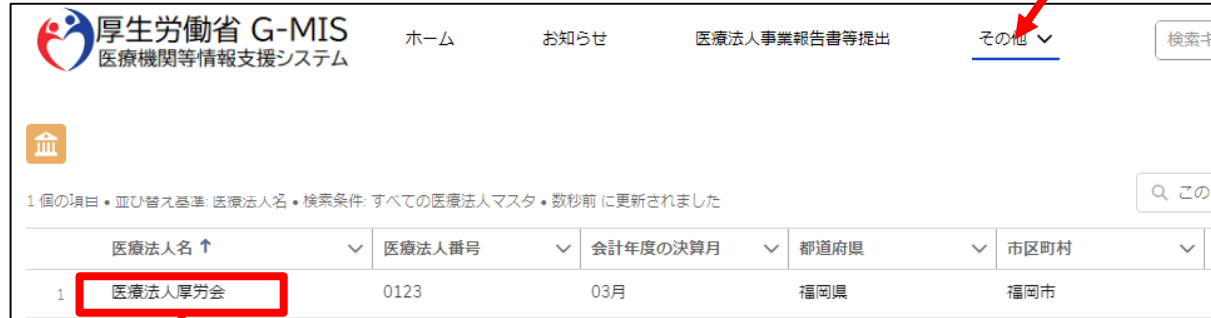 厚生労働省 G-MIS
医療機関等情報支援システム
ホーム お知らせ 医療法人事業報告書等提出 その他
検索キ
1 個の項目 • 並び替え基準: 医療法人名 • 検索条件: すべての医療法人マスタ • 数秒前 に更新されました
この
医療法人名 ↑ 医療法人番号 会計年度の決算月 都道府県 市区町村
1 医療法人厚労会 0123 03月 福岡県 福岡市